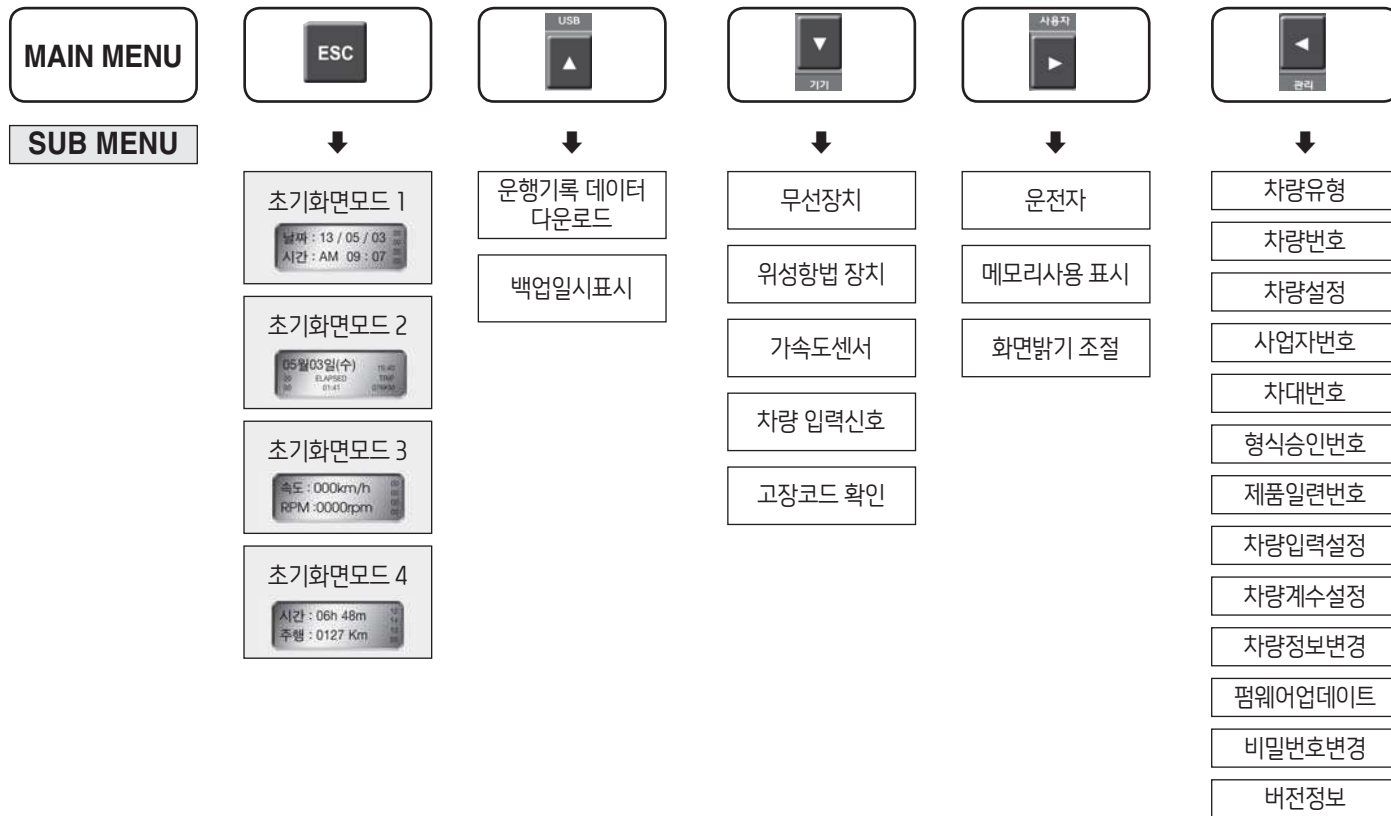 MAIN MENU
ESC
USB
기기
사용자
관리
SUB MENU
초기화면모드 1
날짜 : 13 / 05 / 03
시간 : AM 09 : 07
초기화면모드 2
05월03일(수)
ELAPSED
01:41
초기화면모드 3
속도 : 000km/h
RPM :0000rpm
초기화면모드 4
시간 : 06h 48m
주행 : 0127 Km
운행기록 데이터
다운로드
백업일시표시
무선장치
위성항법 장치
가속도센서
차량 입력신호
고장코드 확인
운전자
메모리사용 표시
화면밝기 조절
차량유형
차량번호
차량설정
사업자번호
차대번호
형식승인번호
제품일련번호
차량입력설정
차량계수설정
차량정보변경
펌웨어업데이트
비밀번호변경
버전정보